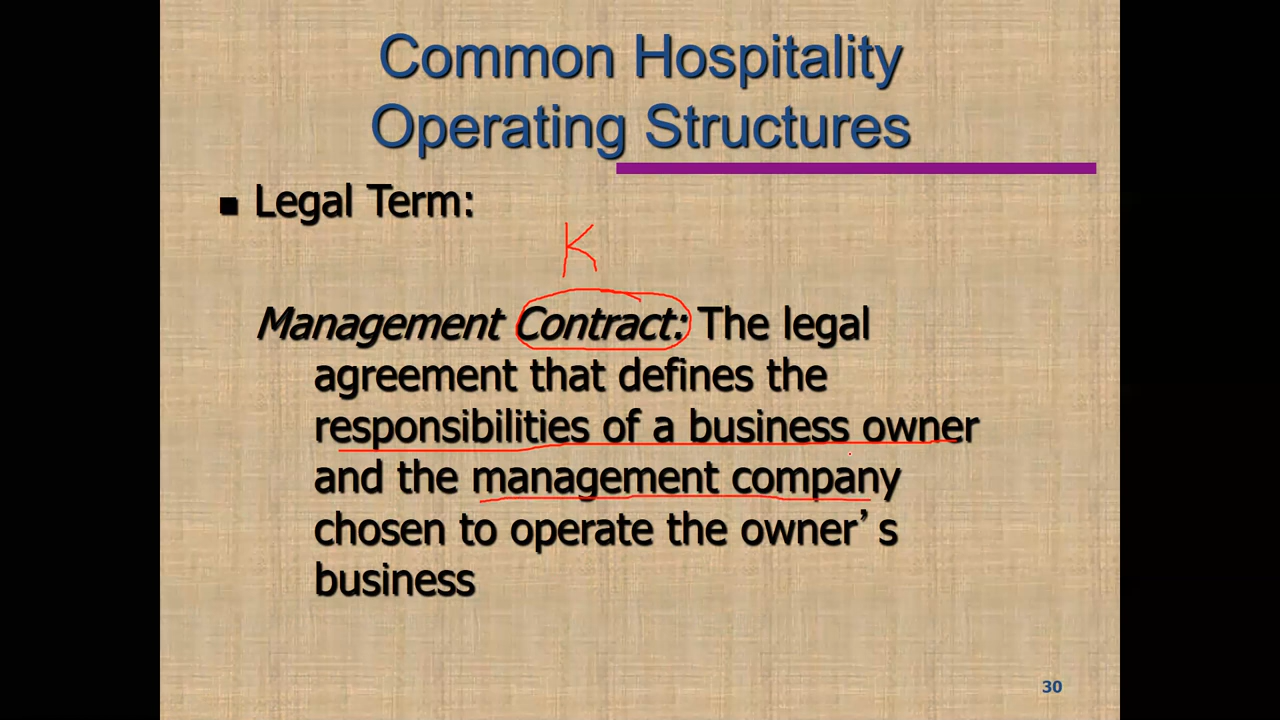 Common Hospitality
Operating Structures
■ Legal Term:
K
Management Contract: The legal
agreement that defines the
responsibilities of a business owner
and the management company
chosen to operate the owner’s
business
30